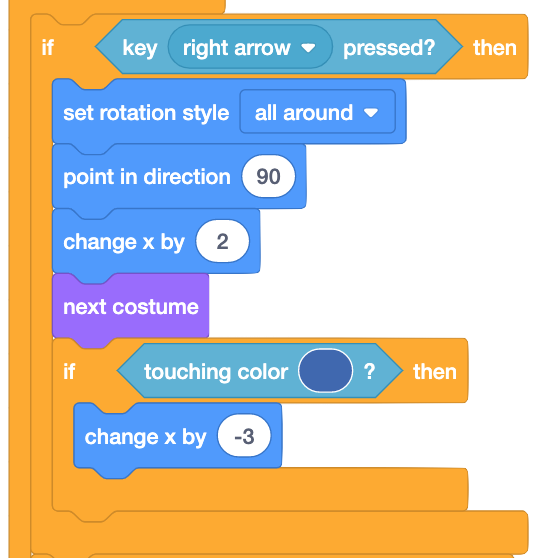 if key right arrow pressed? then
set rotation style all around
point in direction 90
change x by 2
next costume
if touching color ? then
change x by -3